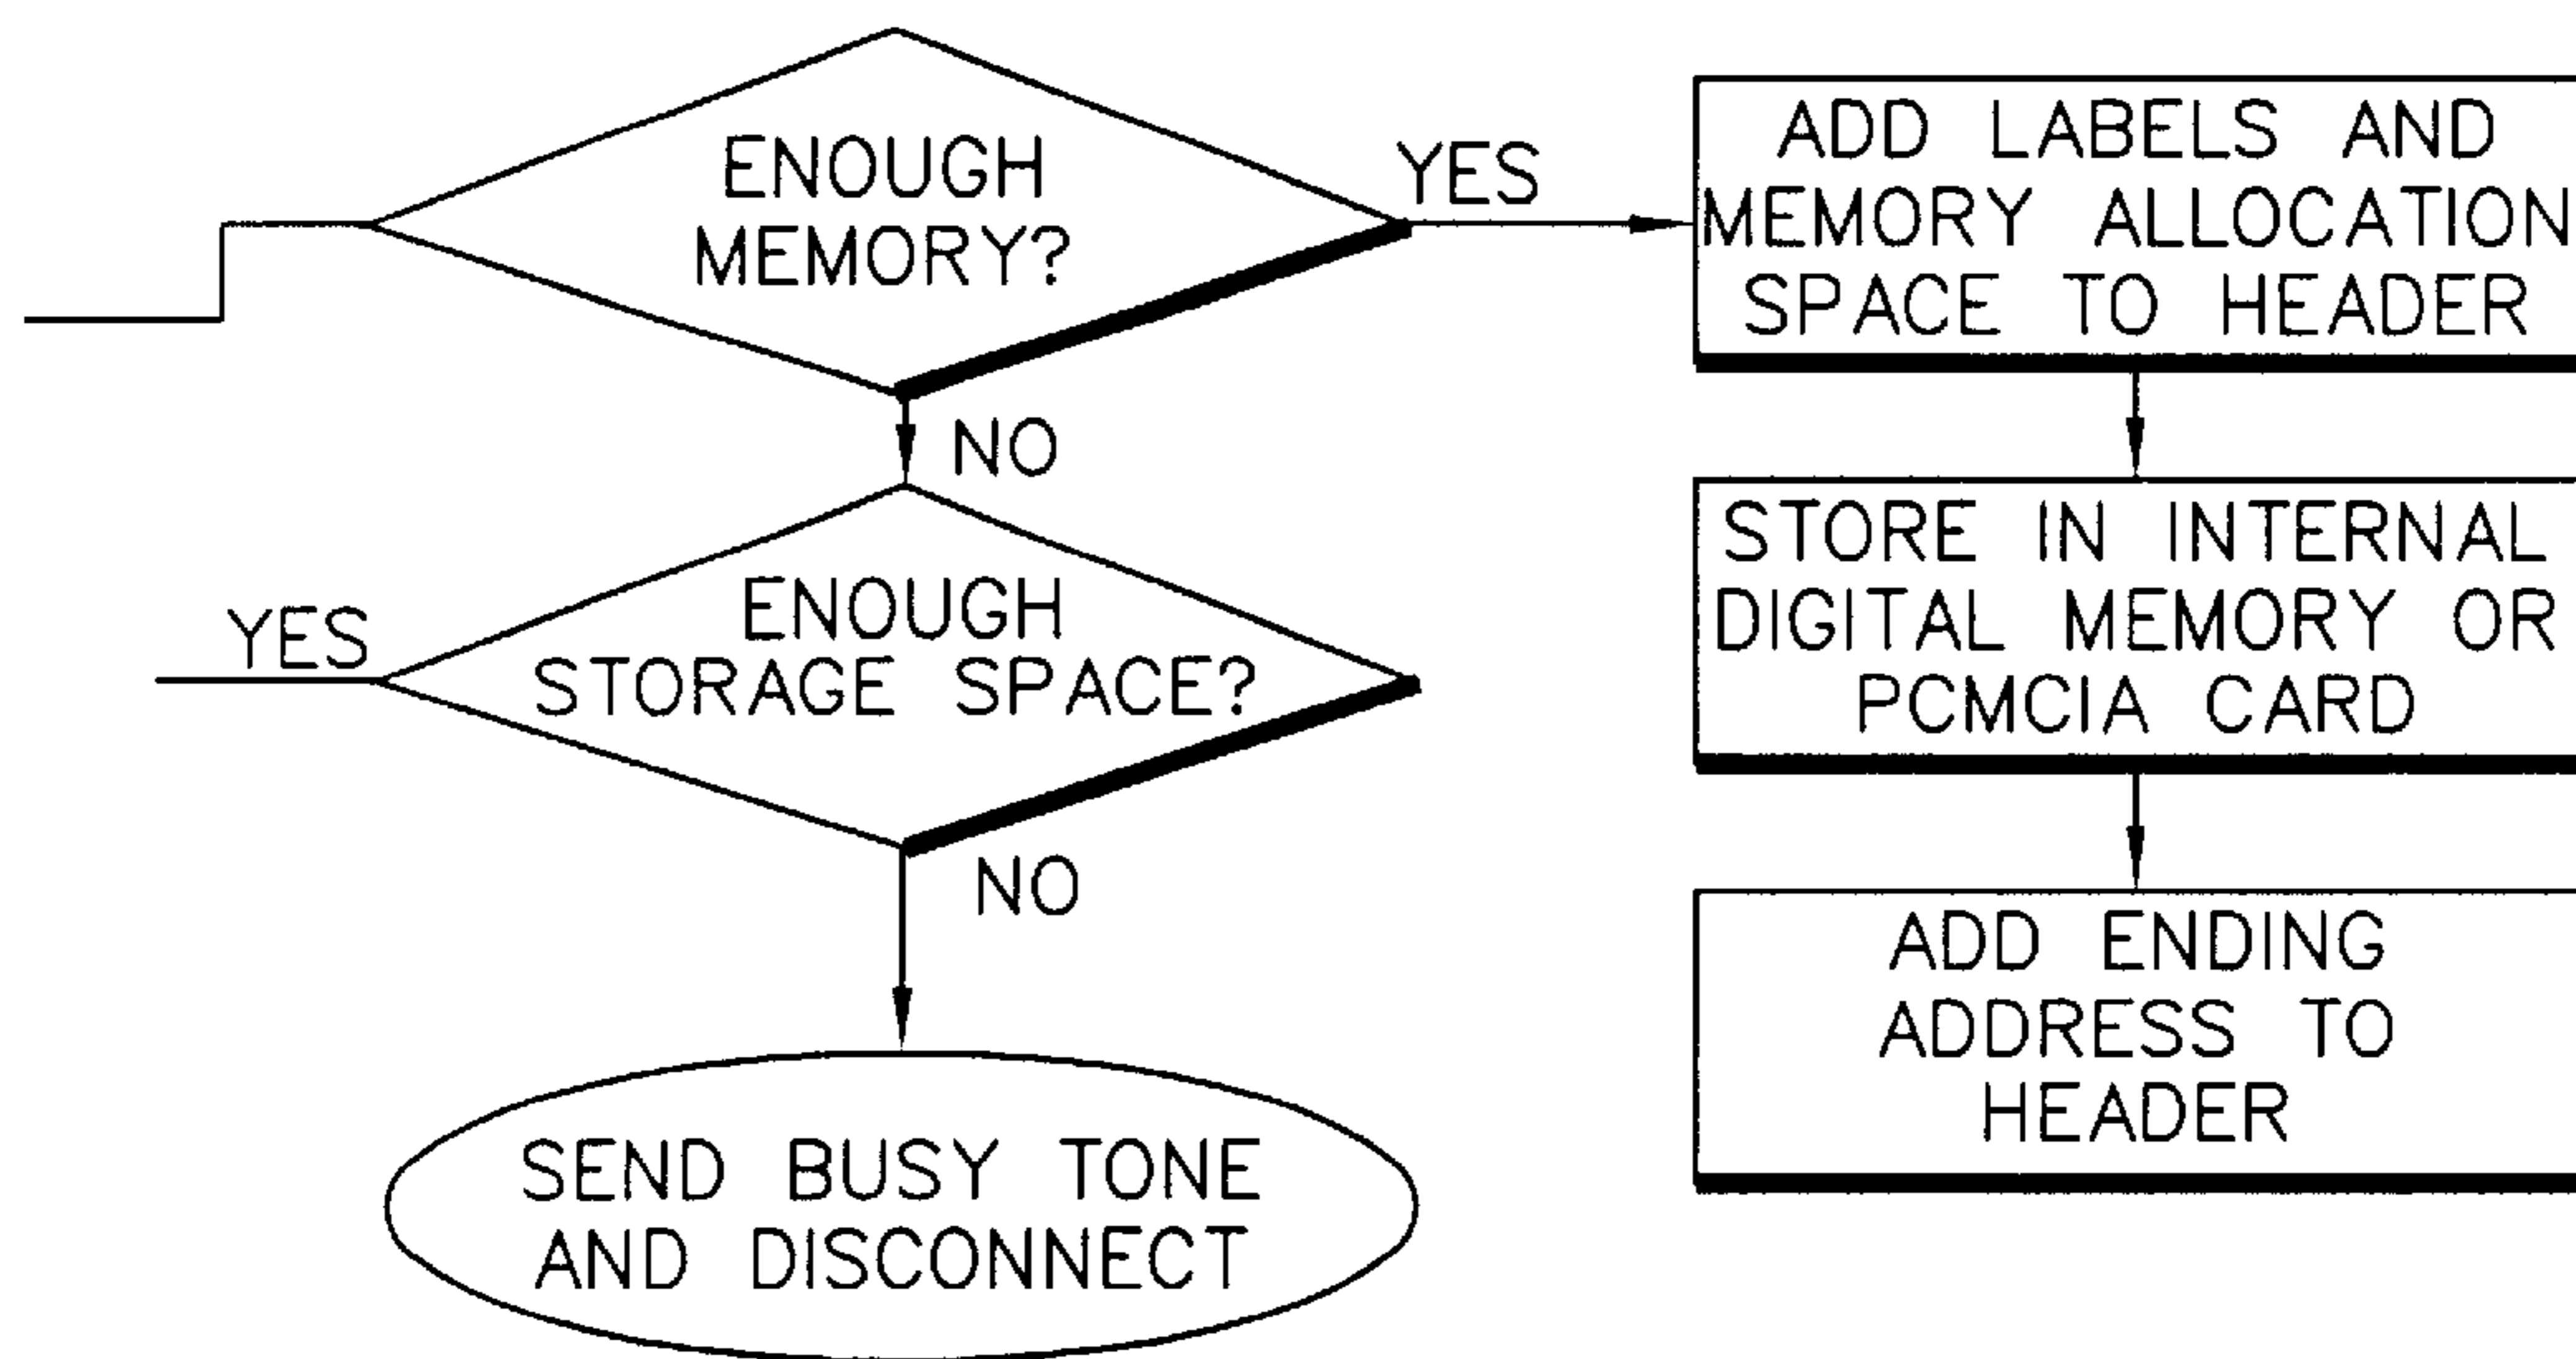 ENOUGH
MEMORY?
YES
ADD LABELS AND
MEMORY ALLOCATION
SPACE TO HEADER
NO
ENOUGH
STORAGE SPACE?
YES
NO
STORE IN INTERNAL
DIGITAL MEMORY OR
PCMCIA CARD
ADD ENDING
ADDRESS TO
HEADER
SEND BUSY TONE
AND DISCONNECT